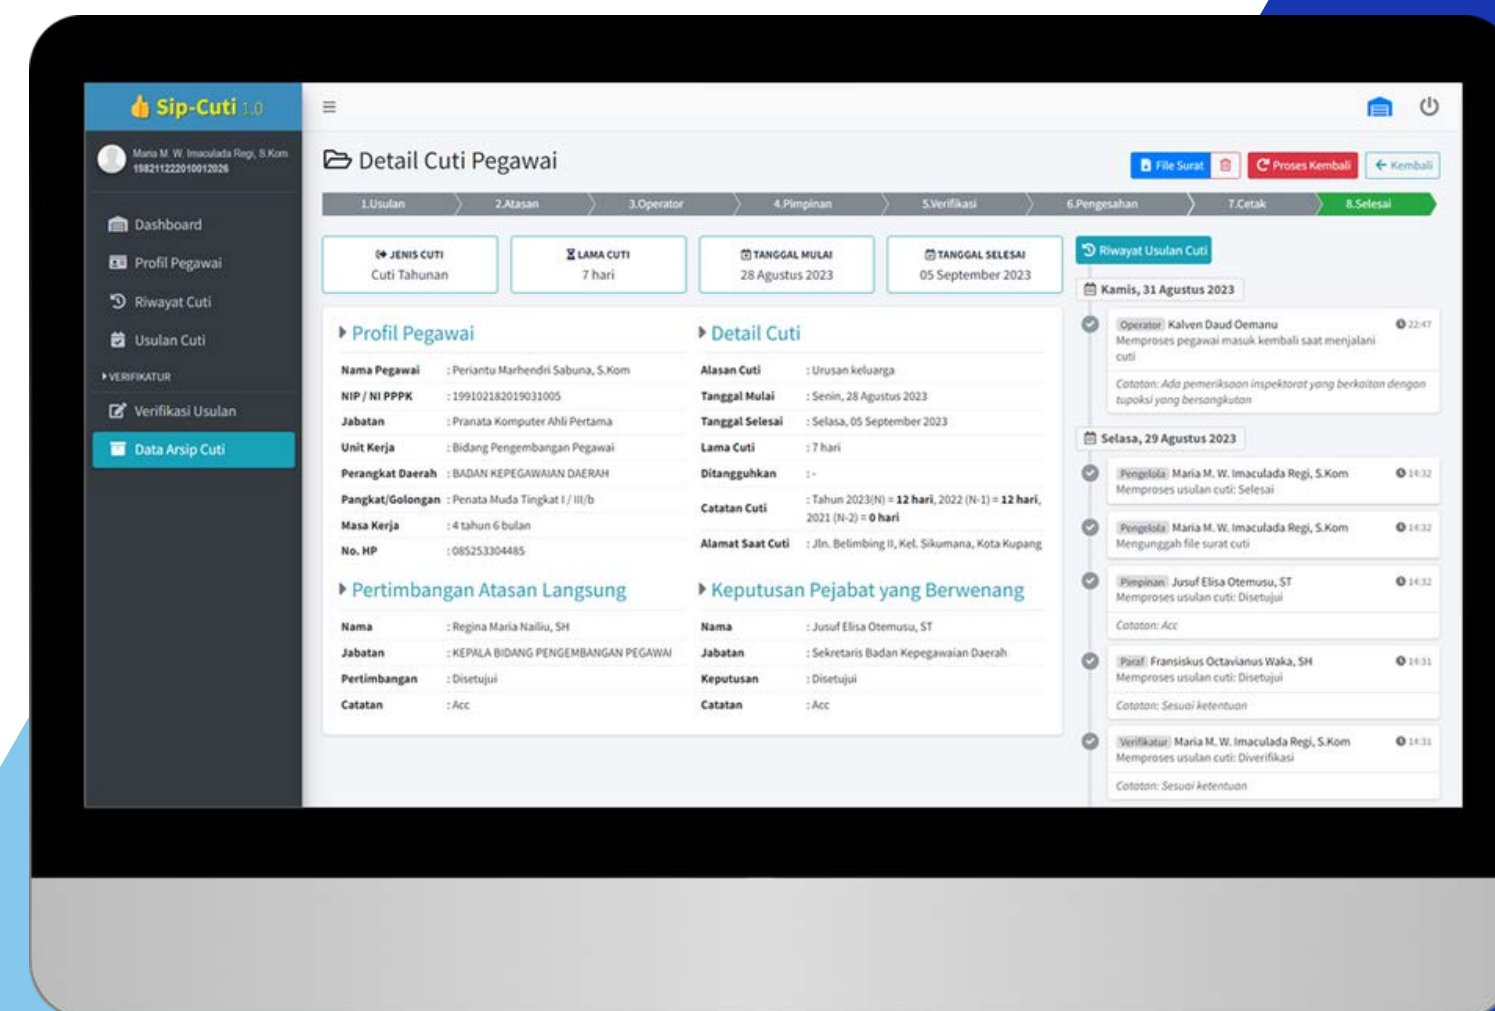 Sip-Cuti 1.0
Maria M. W. Imaculada Regi, S.Kom
198211222010012026
Dashboard
Profil Pegawai
Riwayat Cuti
Usulan Cuti
VERIFIKATUR
Verifikasi Usulan
Data Arsip Cuti
Detail Cuti Pegawai
File Surat
Proses Kembali
Kembali
1.Usulan
2.Atasan
3.Operator
4.Pimpinan
5.Verifikasi
6.Pengesahan
7.Cetak
8.Selesai
JENIS CUTI
Cuti Tahunan
LAMA CUTI
7 hari
TANGGAL MULAI
28 Agustus 2023
TANGGAL SELESAI
05 September 2023
Profil Pegawai
Nama Pegawai : Periantu Marhendri Sabuna, S.Kom
NIP / NI PPPK : 199102182019031005
Jabatan : Pranata Komputer Ahli Pertama
Unit Kerja : Bidang Pengembangan Pegawai
Perangkat Daerah : BADAN KEPEGAWAIAN DAERAH
Pangkat/Golongan : Penata Muda Tingkat I / III/b
Masa Kerja : 4 tahun 6 bulan
No. HP : 085253304485
Detail Cuti
Alasan Cuti : Urusan keluarga
Tanggal Mulai : Senin, 28 Agustus 2023
Tanggal Selesai : Selasa, 05 September 2023
Lama Cuti : 7 hari
Ditangguhkan : -
Catatan Cuti : Tahun 2023(N) = 12 hari, 2022 (N-1) = 12 hari,
2021 (N-2) = 0 hari
Alamat Saat Cuti : Jln. Belimbing II, Kel. Sikumana, Kota Kupang
Pertimbangan Atasan Langsung
Nama : Regina Maria Nailiu, SH
Jabatan : KEPALA BIDANG PENGEMBANGAN PEGAWAI
Pertimbangan : Disetujui
Catatan : Acc
Keputusan Pejabat yang Berwenang
Nama : Jusuf Elisa Otemusu, ST
Jabatan : Sekretaris Badan Kepegawaian Daerah
Keputusan : Disetujui
Catatan : Acc
Riwayat Usulan Cuti
Kamis, 31 Agustus 2023
Operator Kalven Daud Oemanu 22:47
Memproses pegawai masuk kembali saat menjalani
cuti
Catatan: Ada pemeriksaan inspektorat yang berkaitan dengan
tupoksi yang bersangkutan
Selasa, 29 Agustus 2023
Pengelola Maria M. W. Imaculada Regi, S.Kom 14:32
Memproses usulan cuti: Selesai
Pengelola Maria M. W. Imaculada Regi, S.Kom 14:32
Mengunggah file surat cuti
Pimpinan Jusuf Elisa Otemusu, ST 14:32
Memproses usulan cuti: Disetujui
Catatan: Acc
Paraf Fransiskus Octavianus Waka, SH 14:31
Memproses usulan cuti: Disetujui
Catatan: Sesuai ketentuan
Verifikatur Maria M. W. Imaculada Regi, S.Kom 14:31
Memproses usulan cuti: Diverifikasi
Catatan: Sesuai ketentuan